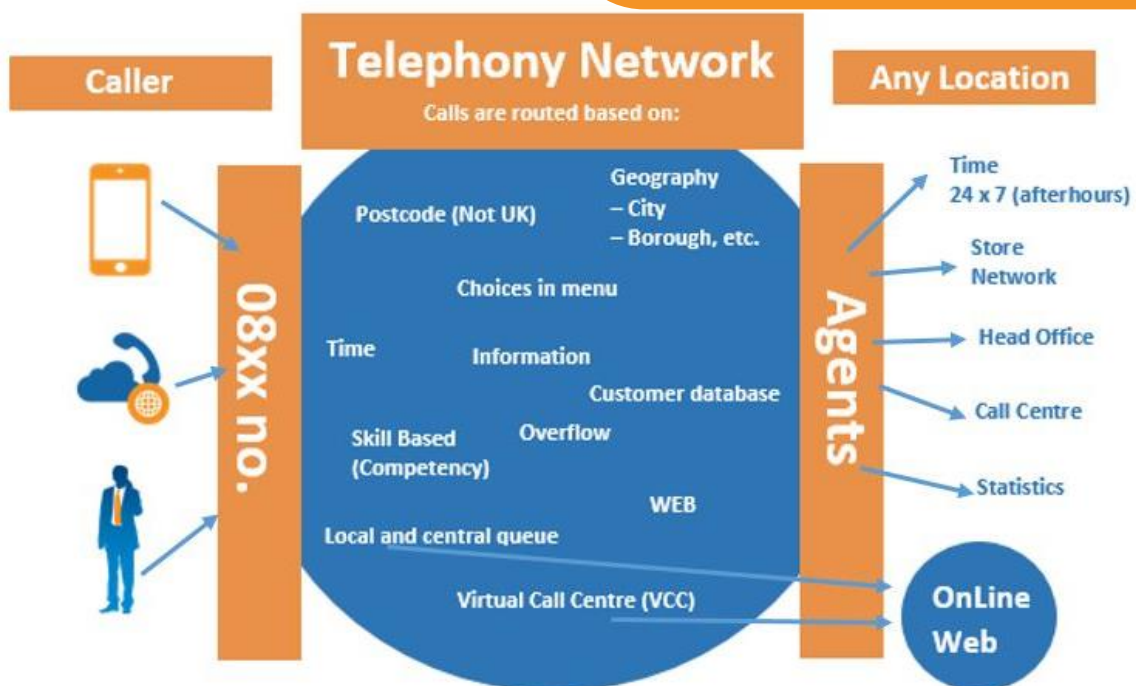 Caller
Telephony Network
Calls are routed based on:
Any Location
08xx no.
Postcode (Not UK)
Geography
– City
– Borough, etc.
Choices in menu
Time
Information
Customer database
Skill Based
(Competency)
Overflow
WEB
Local and central queue
Virtual Call Centre (VCC)
Agents
Time
24 x 7 (afterhours)
Store
Network
Head Office
Call Centre
Statistics
OnLine
Web